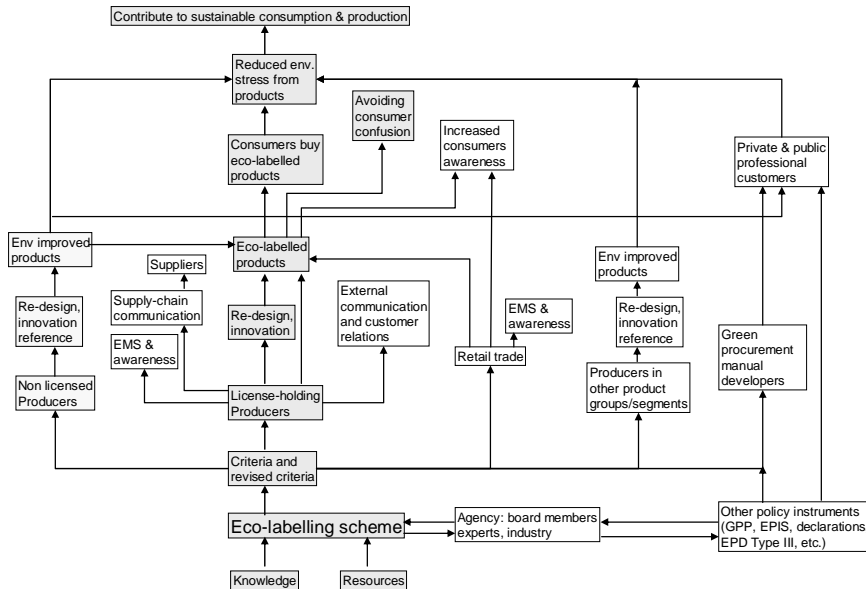 Contribute to sustainable consumption & production
Reduced env.
stress from
products
Avoiding
consumer
confusion
Increased
consumers
awareness
Consumers buy
eco-labelled
products
Private & public
professional
customers
Env improved
products
Eco-labelled
products
Env improved
products
Suppliers
Supply-chain
communication
External
communication
and customer
relations
Re-design,
innovation
reference
Re-design,
innovation
EMS &
awareness
Re-design,
innovation
reference
EMS &
awareness
Retail trade
Green
procurement
manual
developers
Non licensed
Producers
License-holding
Producers
Producers in
other product
groups/segments
Criteria and
revised criteria
Eco-labelling scheme
Agency: board members
experts, industry
Other policy instruments
(GPP, EPIS, declarations
EPD Type III, etc.)
Knowledge
Resources